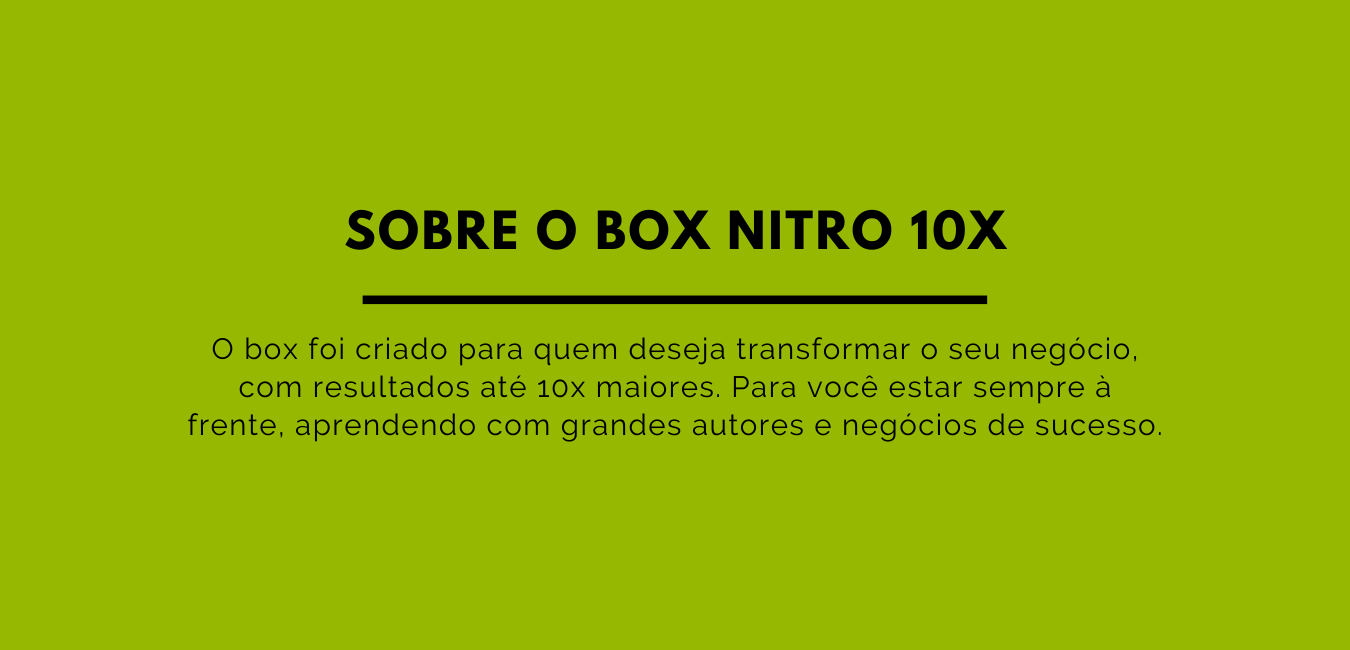 SOBRE O BOX NITRO 10X
O box foi criado para quem deseja transformar o seu negócio,
com resultados até 10x maiores. Para você estar sempre à
frente, aprendendo com grandes autores e negócios de sucesso.